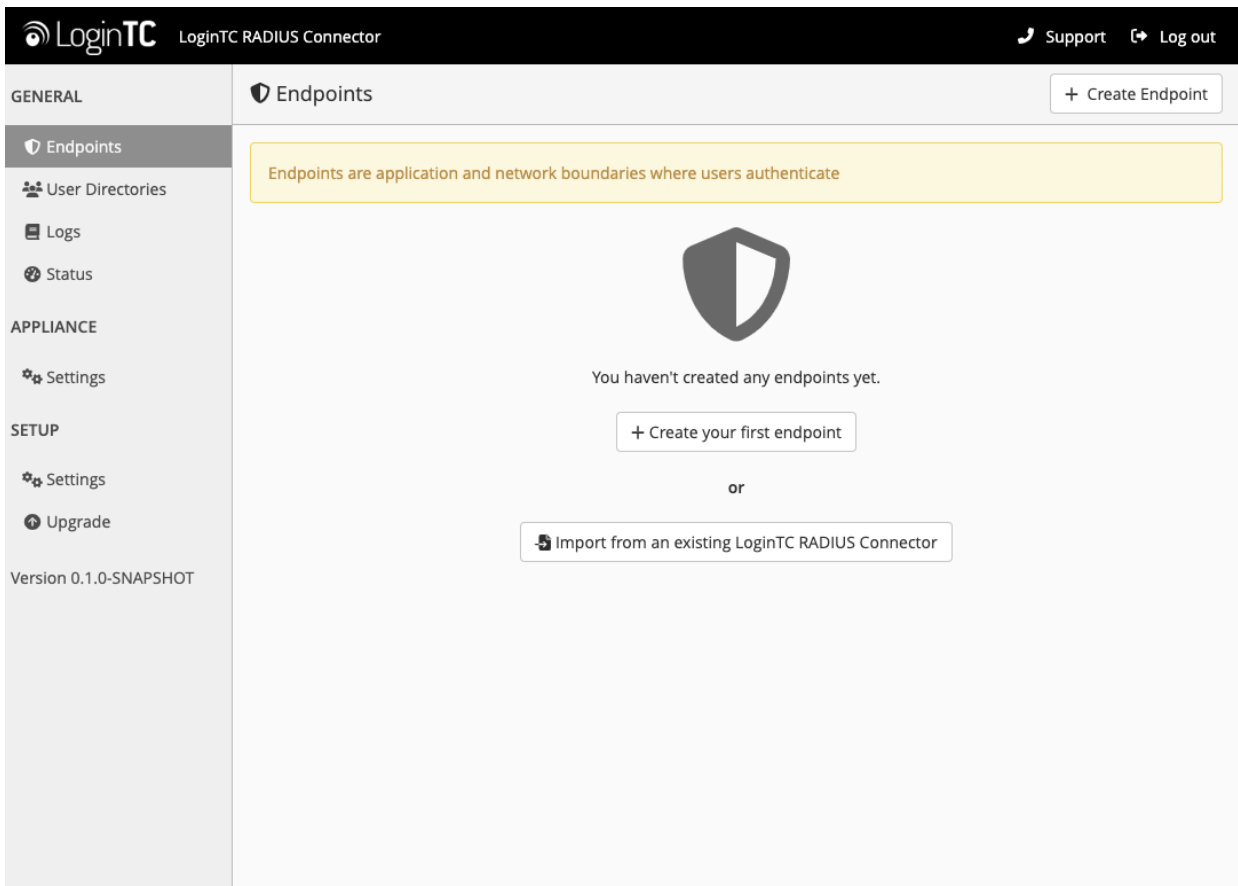 LoginTC LoginTC RADIUS Connector Support Log out
GENERAL
Endpoints
User Directories
Logs
Status
APPLIANCE
Settings
SETUP
Settings
Upgrade
Version 0.1.0-SNAPSHOT
Endpoints
+ Create Endpoint
Endpoints are application and network boundaries where users authenticate
You haven't created any endpoints yet.
+ Create your first endpoint
or
Import from an existing LoginTC RADIUS Connector